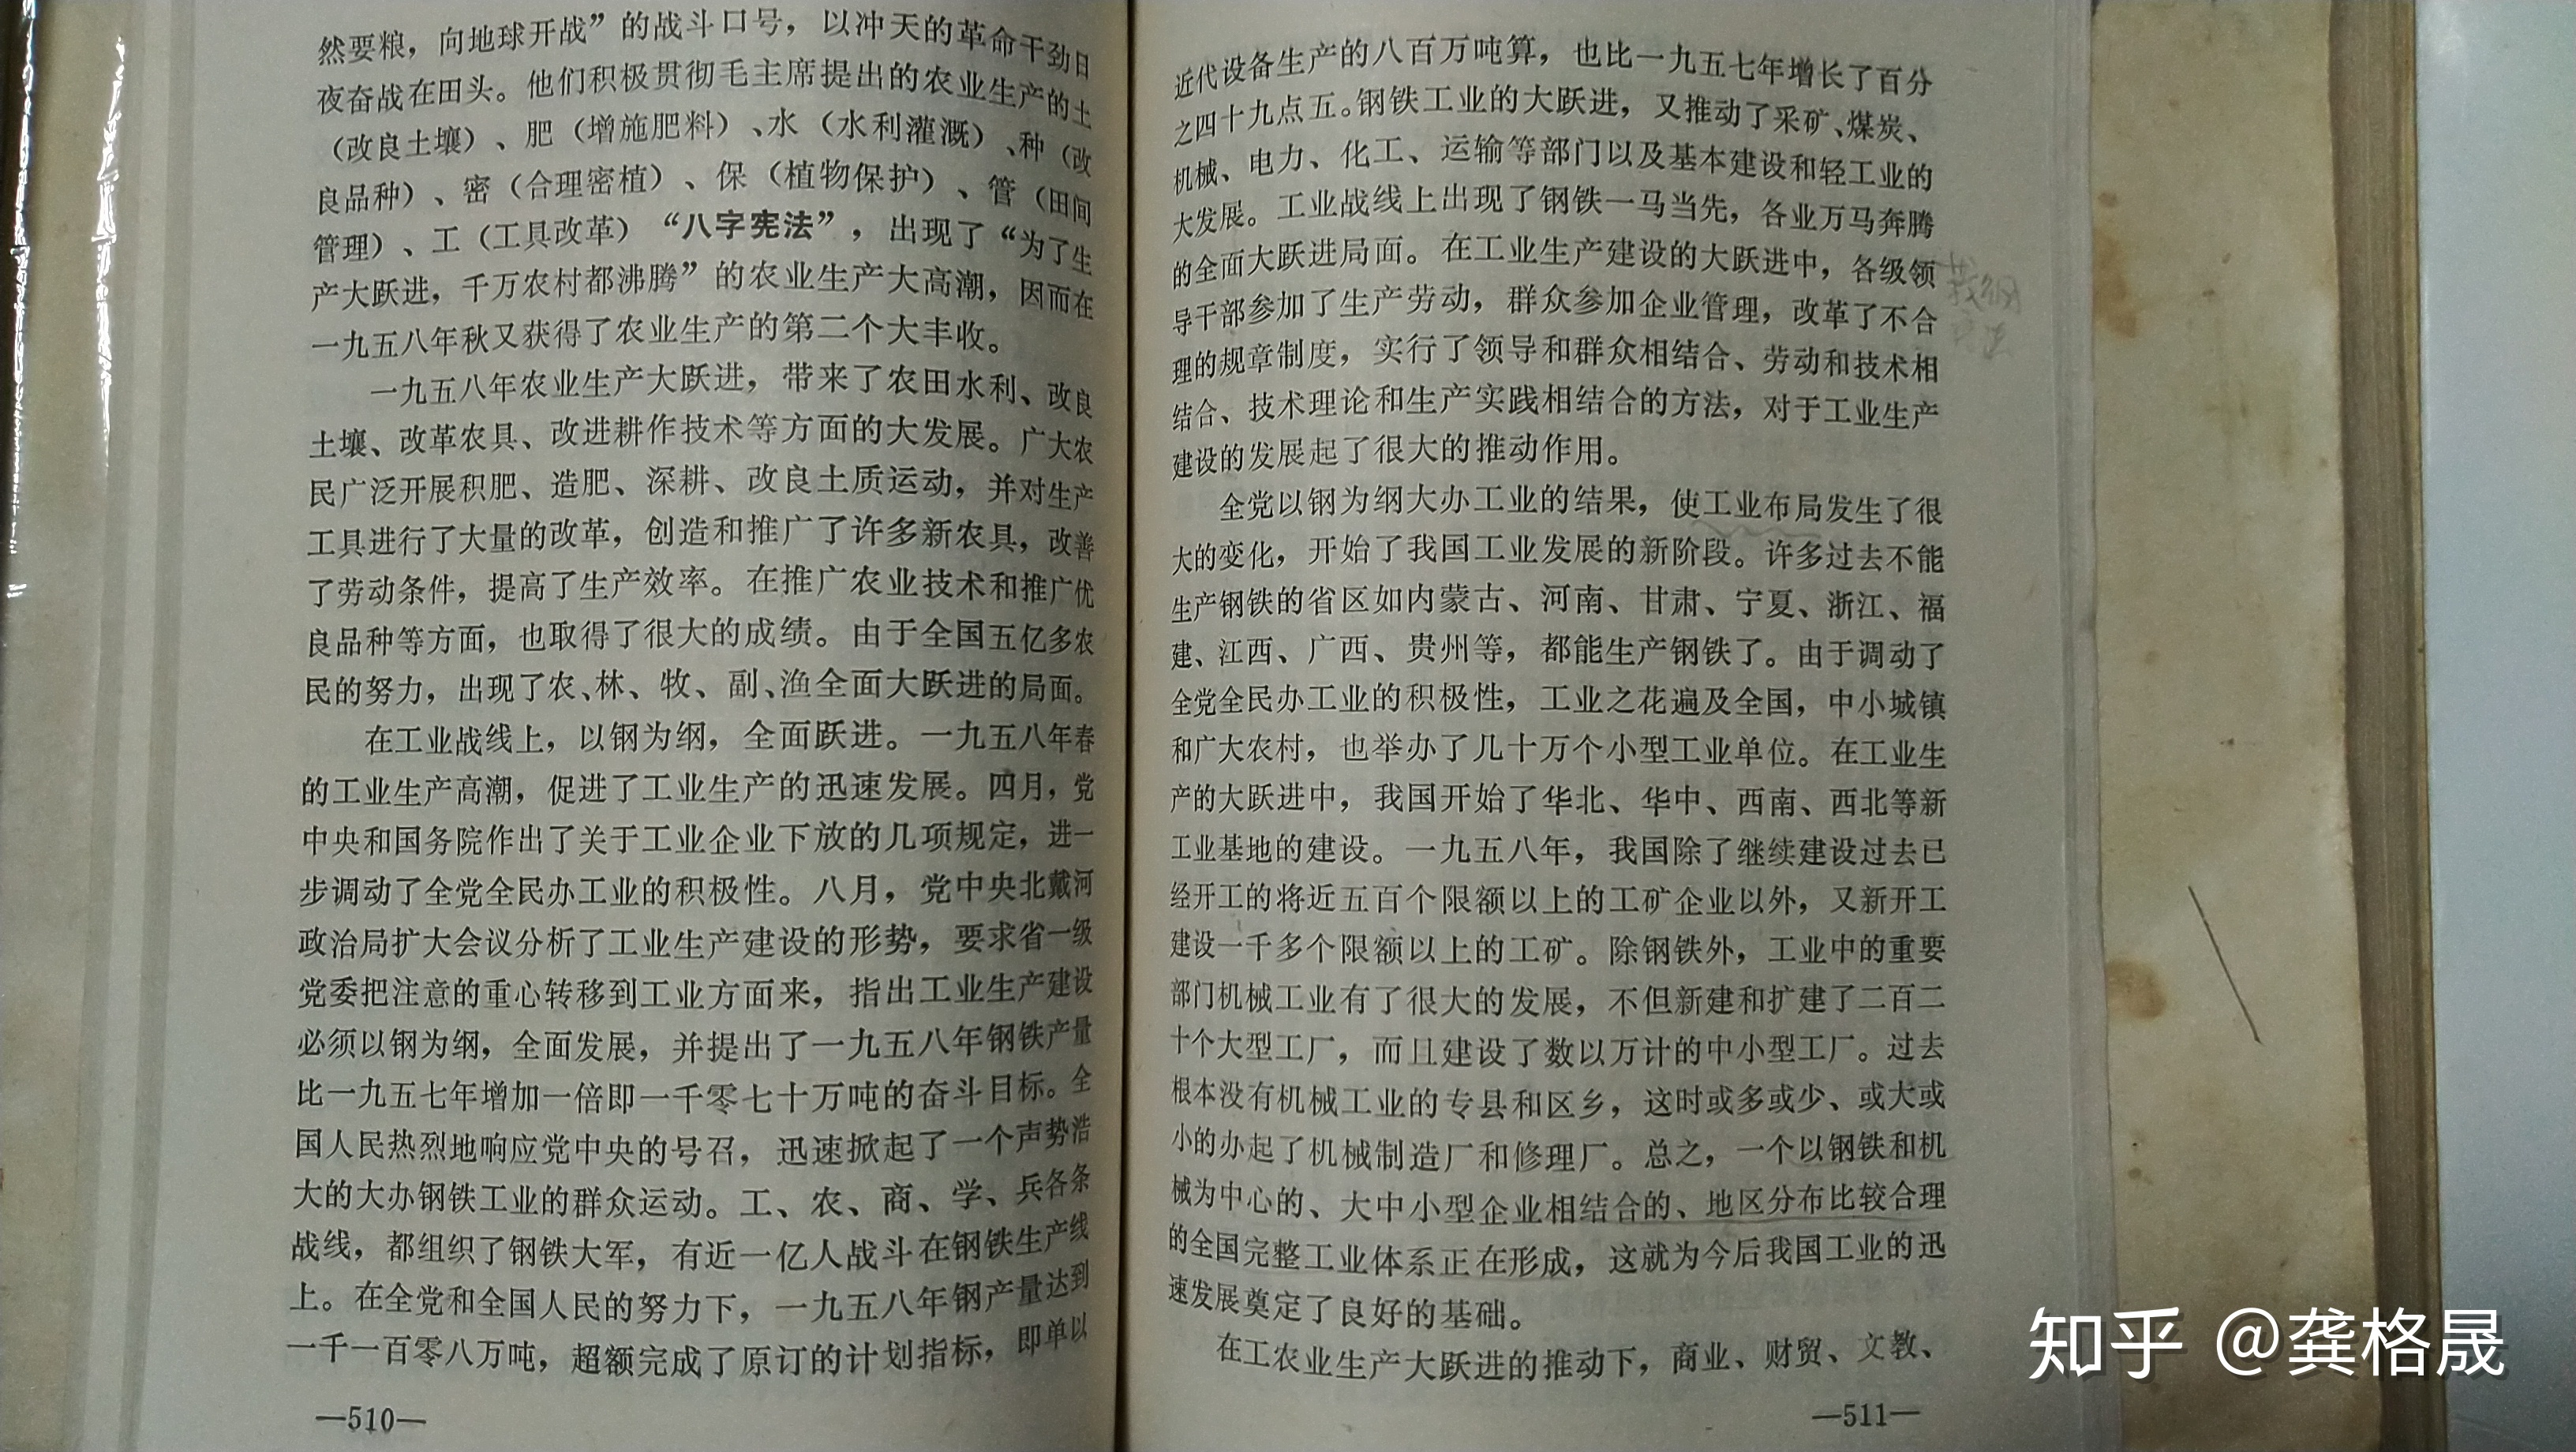 然要粮，向地球开战”的战斗口号，以冲天的革命干劲日
夜奋战在田头。他们积极贯彻毛主席提出的农业生产的土
（改良土壤）、肥（增施肥料）、水（水利灌溉）、种（改
良品种）、密（合理密植）、保（植物保护）、管（田间
管理）、工（工具改革）“八字宪法”，出现了“为了生
产大跃进，千万农村都沸腾”的农业生产大高潮，因而在
一九五八年秋又获得了农业生产的第二个大丰收。
一九五八年农业生产大跃进，带来了农田水利、改良
土壤、改革农具、改进耕作技术等方面的大发展。广大农
民广泛开展积肥、造肥、深耕、改良土质运动，并对生产
工具进行了大量的改革，创造和推广了许多新农具，改善
了劳动条件，提高了生产效率。在推广农业技术和推广优
良品种等方面，也取得了很大的成绩。由于全国五亿多农
民的努力，出现了农、林、牧、副、渔全面大跃进的局面。
在工业战线上，以钢为纲，全面跃进。一九五八年春
的工业生产高潮，促进了工业生产的迅速发展。四月，党
中央和国务院作出了关于工业企业下放的几项规定，进一
步调动了全党全民办工业的积极性。八月，党中央北戴河
政治局扩大会议分析了工业生产建设的形势，要求省一级
党委把注意的重心转移到工业方面来，指出工业生产建设
必须以钢为纲，全面发展，并提出了一九五八年钢铁产量
比一九五七年增加一倍即一千零七十万吨的奋斗目标。全
国人民热烈地响应党中央的号召，迅速掀起了一个声势浩
大的大办钢铁工业的群众运动。工、农、商、学、兵各条
战线，都组织了钢铁大军，有近一亿人战斗在钢铁生产线
上。在全党和全国人民的努力下，一九五八年钢产量达到
一千一百零八万吨，超额完成了原订的计划指标，即单以
—510—
近代设备生产的八百万吨算，也比一九五七年增长了百分
之四十九点五。钢铁工业的大跃进，又推动了采矿、煤炭、
机械、电力、化工、运输等部门以及基本建设和轻工业的
大发展。工业战线上出现了钢铁一马当先，各业万马奔腾
的全面大跃进局面。在工业生产建设的大跃进中，各级领
导干部参加了生产劳动，群众参加企业管理，改革了不合
理的规章制度，实行了领导和群众相结合、劳动和技术相
结合、技术理论和生产实践相结合的方法，对于工业生产
建设的发展起了很大的推动作用。
全党以钢为纲大办工业的结果，使工业布局发生了很
大的变化，开始了我国工业发展的新阶段。许多过去不能
生产钢铁的省区如内蒙古、河南、甘肃、宁夏、浙江、福
建、江西、广西、贵州等，都能生产钢铁了。由于调动了
全党全民办工业的积极性，工业之花遍及全国，中小城镇
和广大农村，也举办了几十万个小型工业单位。在工业生
产的大跃进中，我国开始了华北、华中、西南、西北等新
工业基地的建设。一九五八年，我国除了继续建设过去已
经开工的将近五百个限额以上的工矿企业以外，又新开工
建设一千多个限额以上的工矿。除钢铁外，工业中的重要
部门机械工业有了很大的发展，不但新建和扩建了二百二
十个大型工厂，而且建设了数以万计的中小型工厂。过去
根本没有机械工业的专县和区乡，这时或多或少、或大或
小的办起了机械制造厂和修理厂。总之，一个以钢铁和机
械为中心的、大中小型企业相结合的、地区分布比较合理
的全国完整工业体系正在形成，这就为今后我国工业的迅
速发展奠定了良好的基础。
在工农业生产大跃进的推动下，商业、财贸、文教、
—511—
知乎 @龚格晟